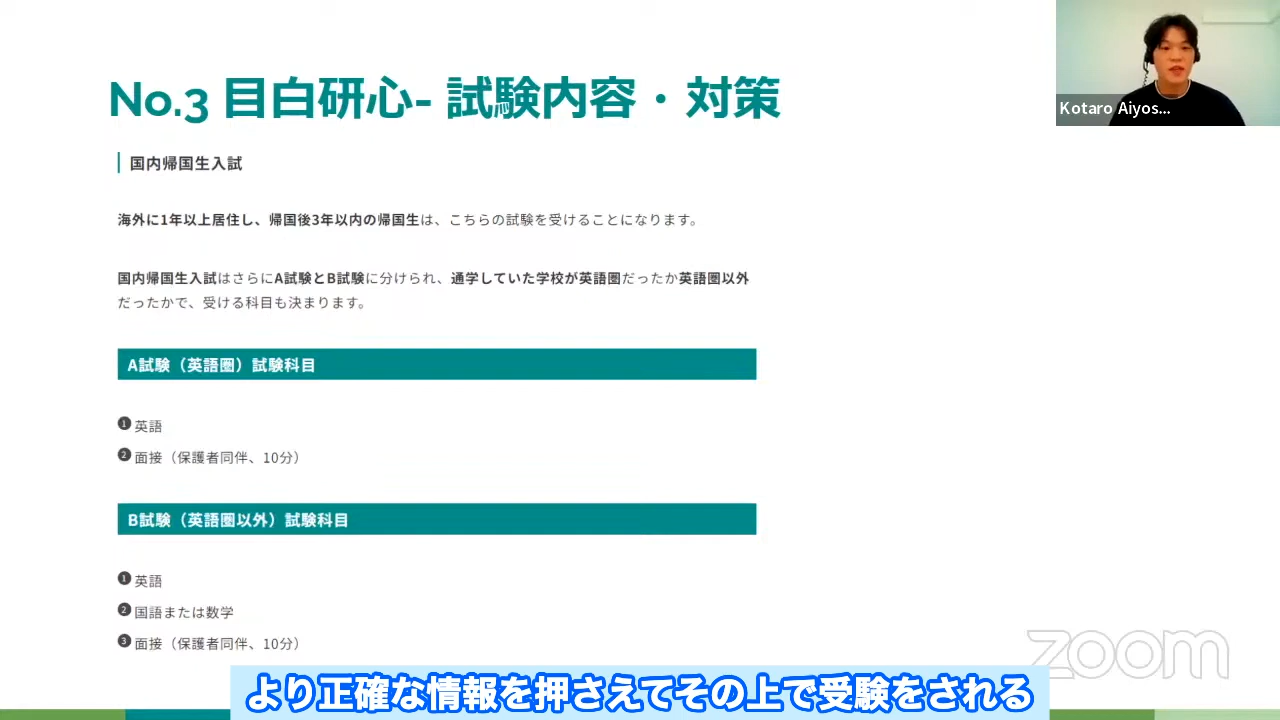 No.3 目白研心- 試験内容・対策
Kotaro Aiyos...
国内帰国生入試
海外に1年以上居住し、帰国後3年以内の帰国生は、こちらの試験を受けることになります。
国内帰国生入試はさらにA試験とB試験に分けられ、通学していた学校が英語圏だったか英語圏以外
だったかで、受ける科目も決まります。
A試験（英語圏）試験科目
❶ 英語
❷ 面接（保護者同伴、10分）
B試験（英語圏以外）試験科目
❶ 英語
❷ 国語または数学
❸ 面接（保護者同伴、10分）
zoom
より正確な情報を押さえてその上で受験をされる